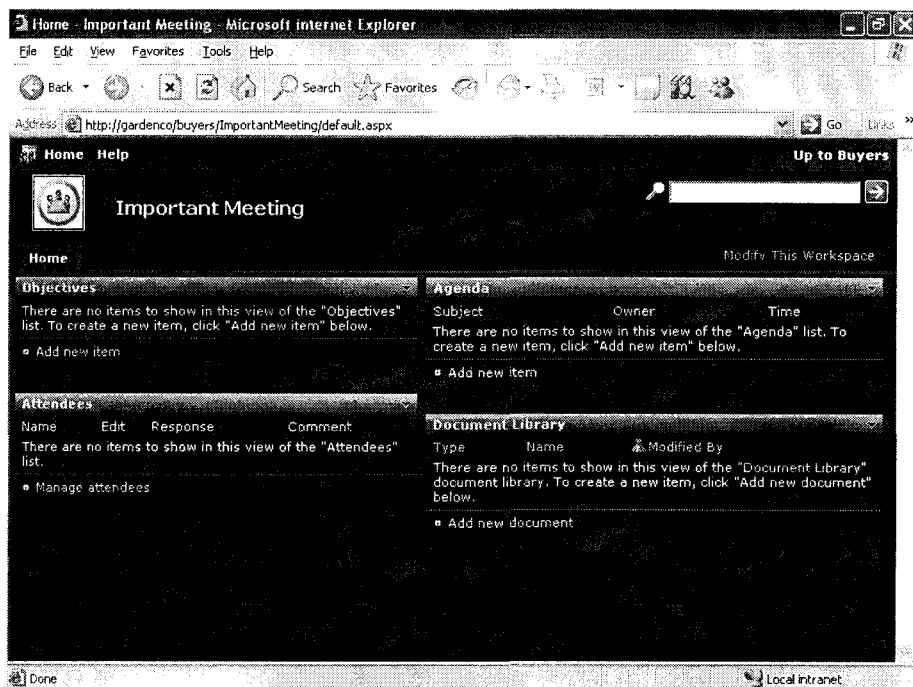 Home - Important Meeting - Microsoft Internet Explorer
File Edit View Favorites Tools Help
Back Search Favorites
Address http://gardenco/buyers/ImportantMeeting/default.aspx Go Links »
Home Help Up to Buyers
Important Meeting
Home Modify This Workspace
Objectives
There are no items to show in this view of the "Objectives"
list. To create a new item, click "Add new item" below.
Add new item
Attendees
Name Edit Response Comment
There are no items to show in this view of the "Attendees"
list.
Manage attendees
Agenda
Subject Owner Time
There are no items to show in this view of the "Agenda" list. To
create a new item, click "Add new item" below.
Add new item
Document Library
Type Name Modified By
There are no items to show in this view of the "Document Library"
document library. To create a new item, click "Add new document"
below.
Add new document
Done Local intranet